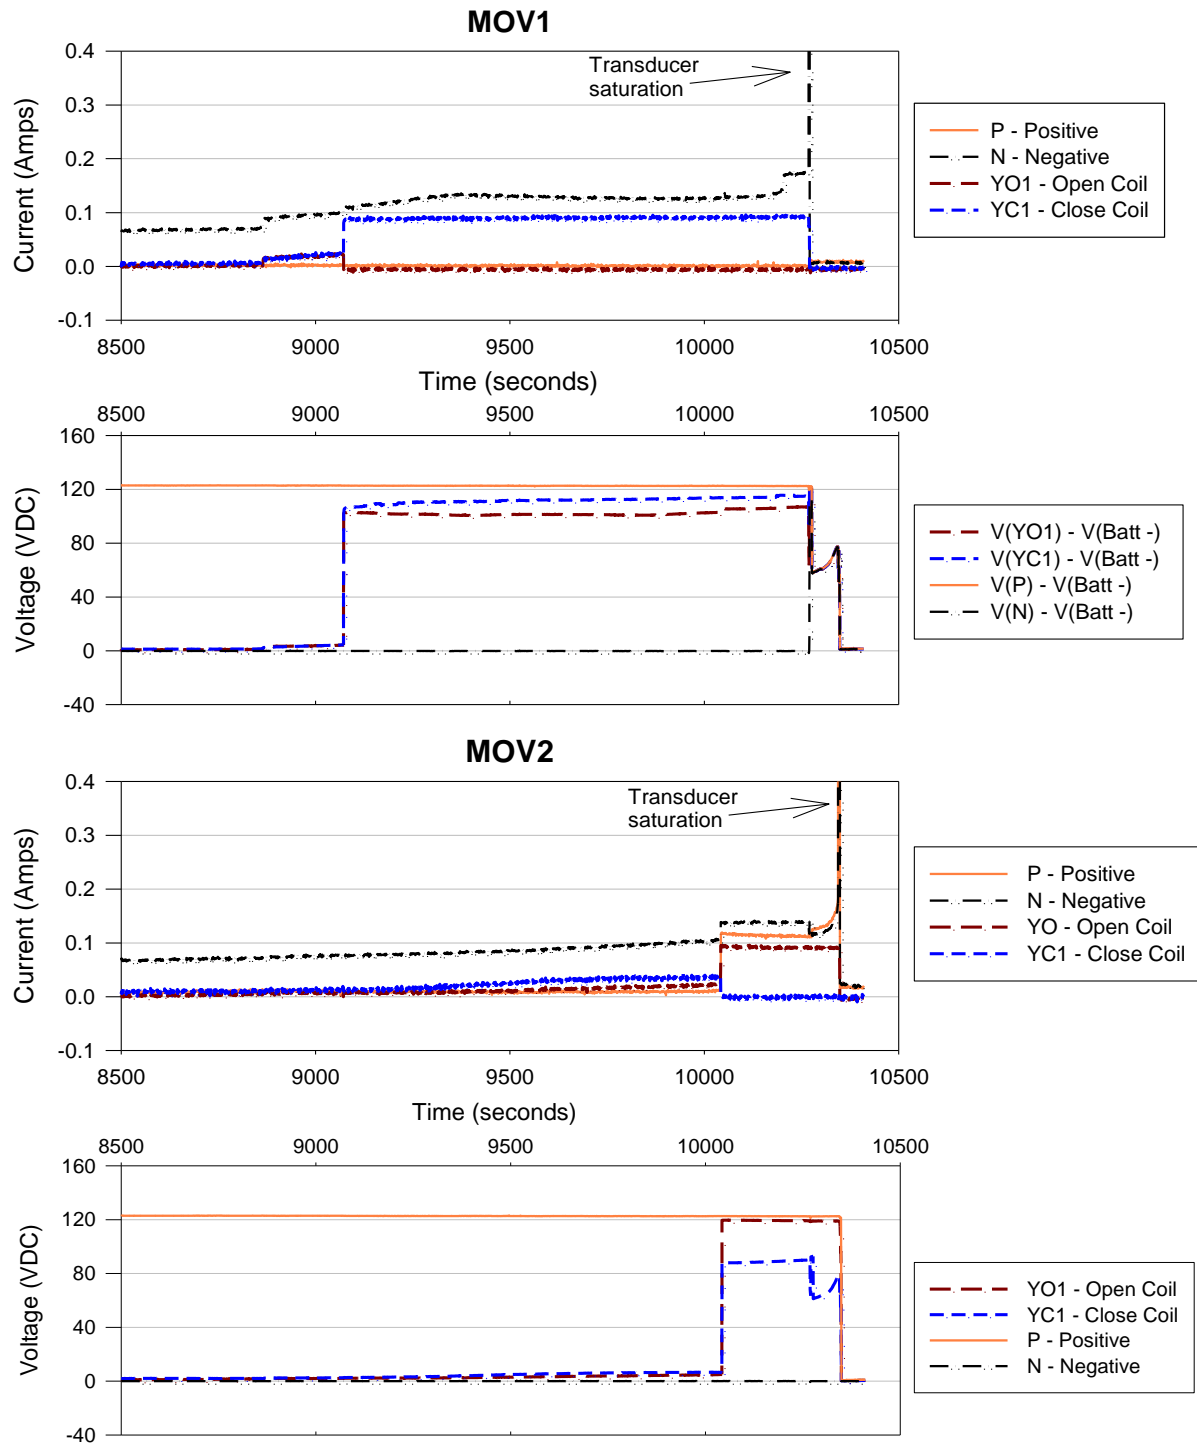 MOV1
0.4
0.3
0.2
0.1
0.0
-0.1
Current (Amps)
Transducer
saturation
8500 9000 9500 10000 10500
Time (seconds)
P - Positive
N - Negative
YO1 - Open Coil
YC1 - Close Coil
8500 9000 9500 10000 10500
160
120
80
40
0
-40
Voltage (VDC)
V(YO1) - V(Batt -)
V(YC1) - V(Batt -)
V(P) - V(Batt -)
V(N) - V(Batt -)
MOV2
0.4
0.3
0.2
0.1
0.0
-0.1
Current (Amps)
Transducer
saturation
8500 9000 9500 10000 10500
Time (seconds)
P - Positive
N - Negative
YO - Open Coil
YC1 - Close Coil
8500 9000 9500 10000 10500
160
120
80
40
0
-40
Voltage (VDC)
YO1 - Open Coil
YC1 - Close Coil
P - Positive
N - Negative